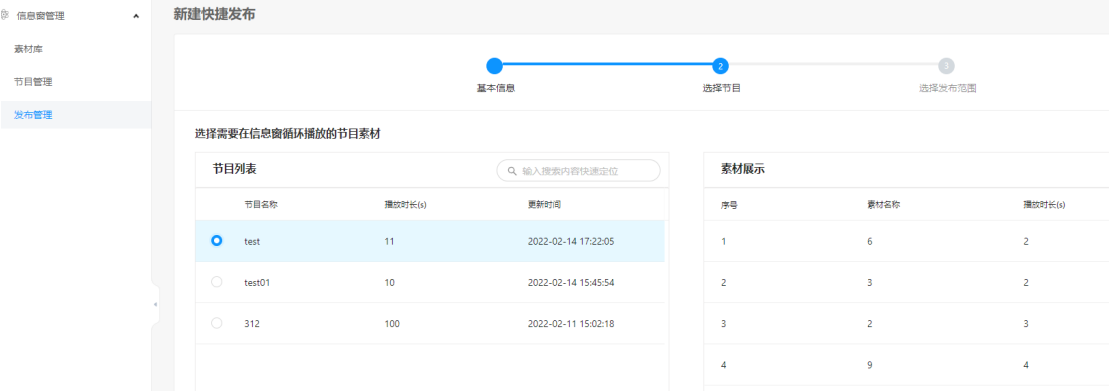 信息窗管理
素材库
节目管理
发布管理
新建快捷发布
2
3
基本信息
选择节目
选择发布范围
选择需要在信息窗循环播放的节目素材
节目列表
输入搜索内容快速定位
节目名称 播放时长(s) 更新时间
test 11 2022-02-14 17:22:05
test01 10 2022-02-14 15:45:54
312 100 2022-02-11 15:02:18
素材展示
序号 素材名称 播放时长(s)
1 6 2
2 3 2
3 2 3
4 9 4